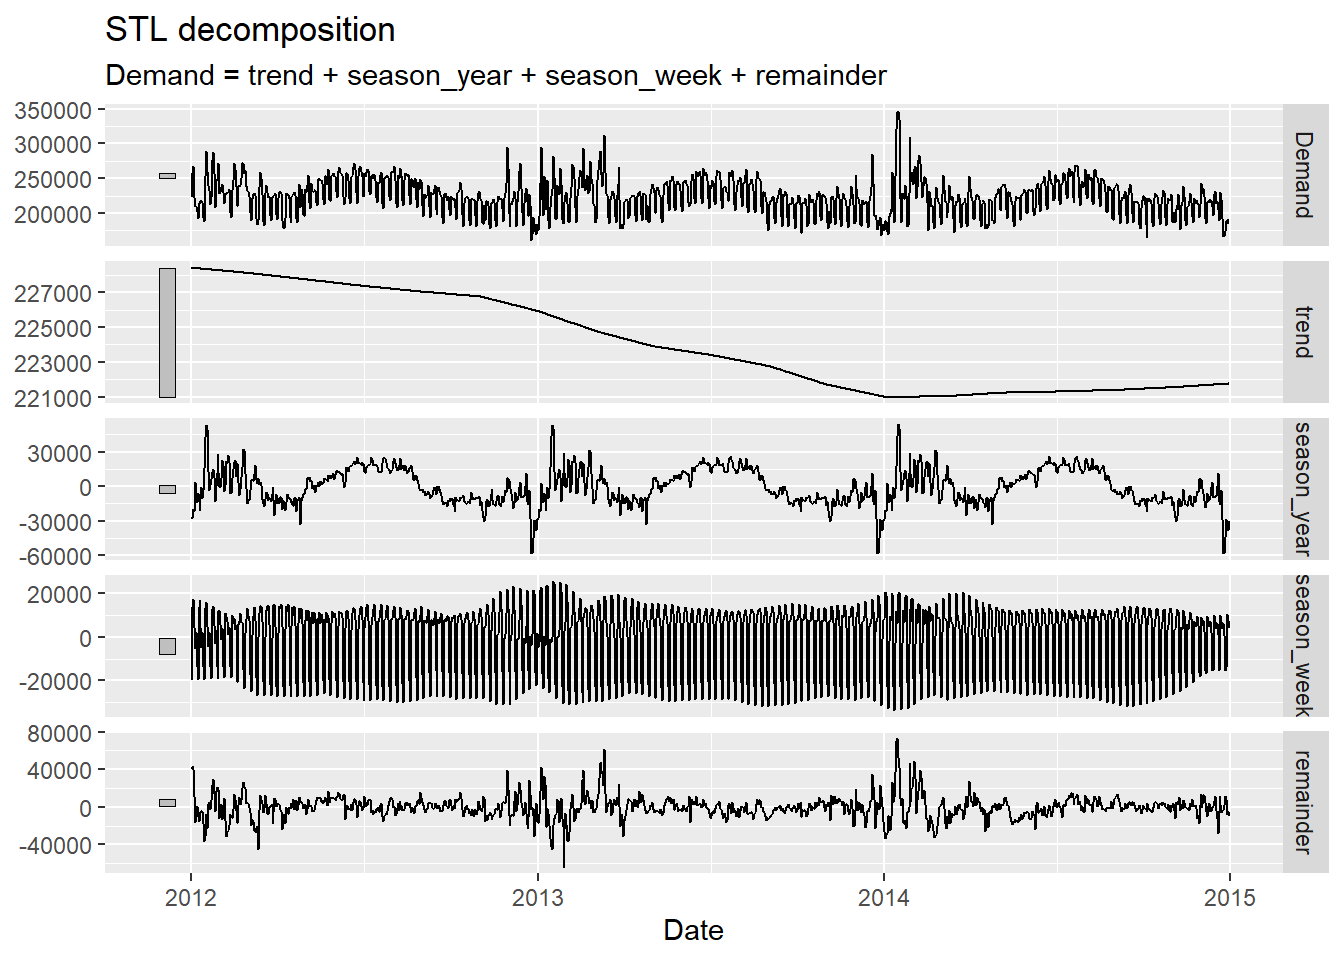 STL decomposition
Demand = trend + season_year + season_week + remainder
350000
300000
250000
200000
Demand
227000
225000
223000
221000
trend
30000
0
-30000
-60000
season_year
20000
0
-20000
season_week
80000
40000
0
-40000
remainder
2012
2013
2014
2015
Date